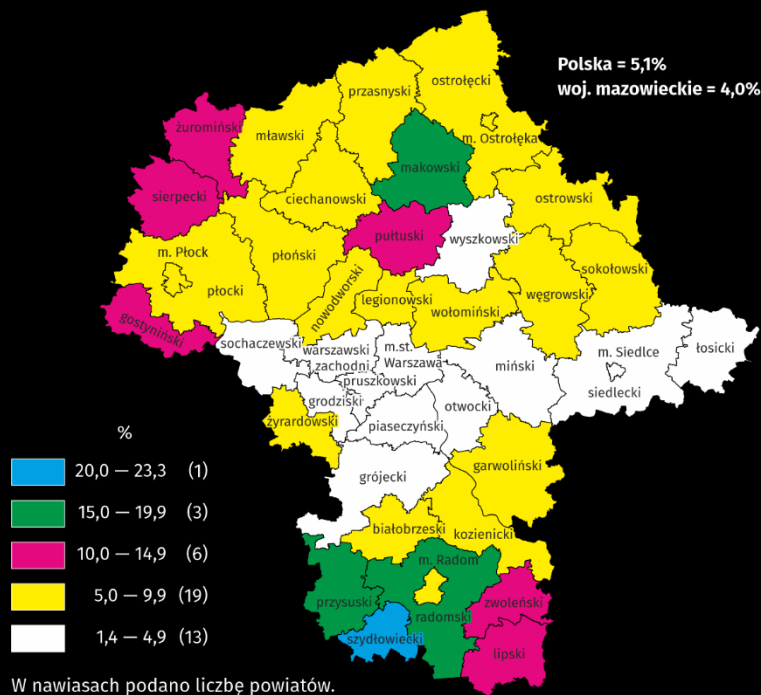 Polska = 5,1%
woj. mazowieckie = 4,0%
ostrołęcki
przasnyski
żuromiński
mławski
m. Ostrołęka
makowski
sierpecki
ciechanowski
ostrowski
pułtuski
wyszkowski
m. Płock
płoński
sokołowski
płocki
nowodworski
legionowski
wołomiński
węgrowski
gostyniński
sochaczewski
warszawski
zachodni
m.st.
Warszawa
miński
m. Siedlce
łosicki
pruszkowski
siedlecki
grodziski
otwocki
piaseczyński
żyrardowski
garwoliński
grójecki
białobrzeski
kozienicki
m. Radom
przysuski
zwoleński
radomski
szydłowiecki
lipski
%
20,0 — 23,3 (1)
15,0 — 19,9 (3)
10,0 — 14,9 (6)
5,0 — 9,9 (19)
1,4 — 4,9 (13)
W nawiasach podano liczbę powiatów.